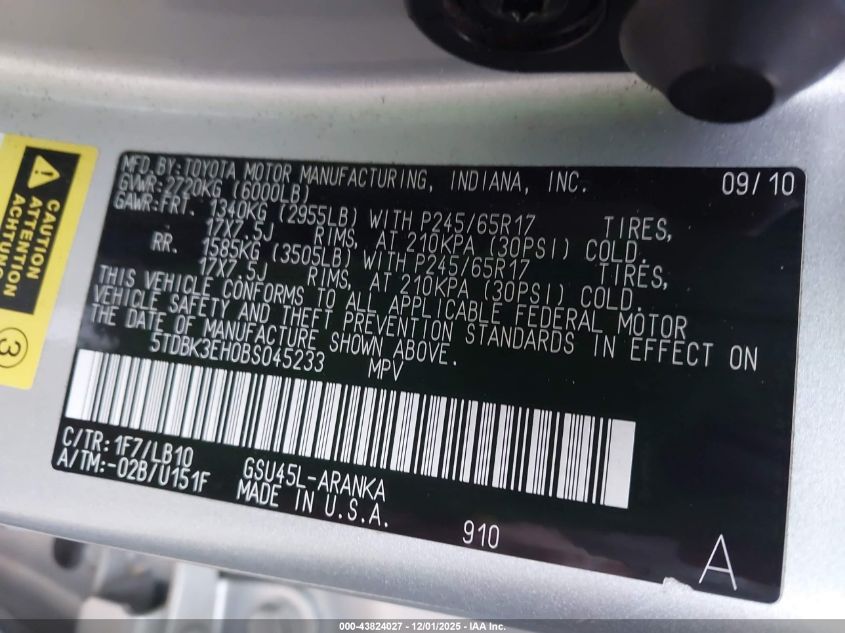 MFD.BY:TOYOTA MOTOR MANUFACTURING, INDIANA, INC. 09/10
GVWR:2720KG (6000LB)
GAWR:FRT. 1340KG (2955LB) WITH P245/65R17 TIRES,
17X7.5J RIMS, AT 210KPA (30PSI) COLD.
RR. 1585KG (3505LB) WITH P245/65R17 TIRES,
17X7.5J RIMS, AT 210KPA (30PSI) COLD.
THIS VEHICLE CONFORMS TO ALL APPLICABLE FEDERAL MOTOR
VEHICLE SAFETY AND THEFT PREVENTION STANDARDS IN EFFECT ON
THE DATE OF MANUFACTURE SHOWN ABOVE.
5TDBK3EH0BS045233 MPV
C/TR:1F7/LB10 GSU45L-ARANKA
A/TM:-02B/U151F MADE IN U.S.A.
910
A
CAUTION
ATTENTION
ACHTUNG
3
000-43824027 - 12/01/2025 - IAA Inc.